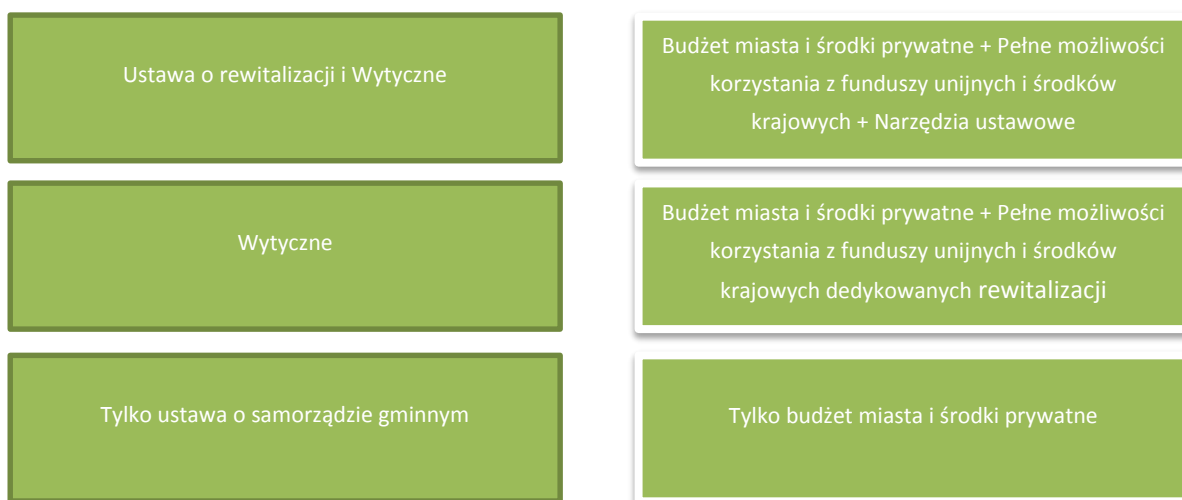 Ustawa o rewitalizacji i Wytyczne
Budżet miasta i środki prywatne + Pełne możliwości
korzystania z funduszy unijnych i środków
krajowych + Narzędzia ustawowe
Wytyczne
Budżet miasta i środki prywatne + Pełne możliwości
korzystania z funduszy unijnych i środków
krajowych dedykowanych rewitalizacji
Tylko ustawa o samorządzie gminnym
Tylko budżet miasta i środki prywatne